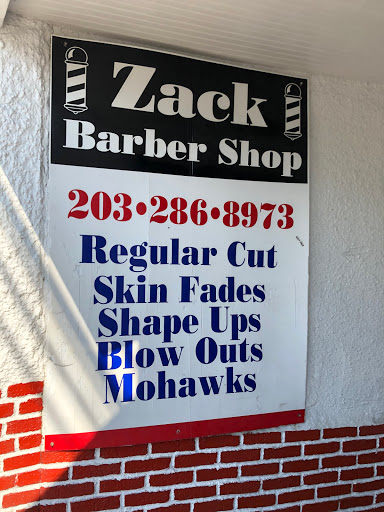 Zack
Barber Shop
203•286•8973
Regular Cut
Skin Fades
Shape Ups
Blow Outs
Mohawks